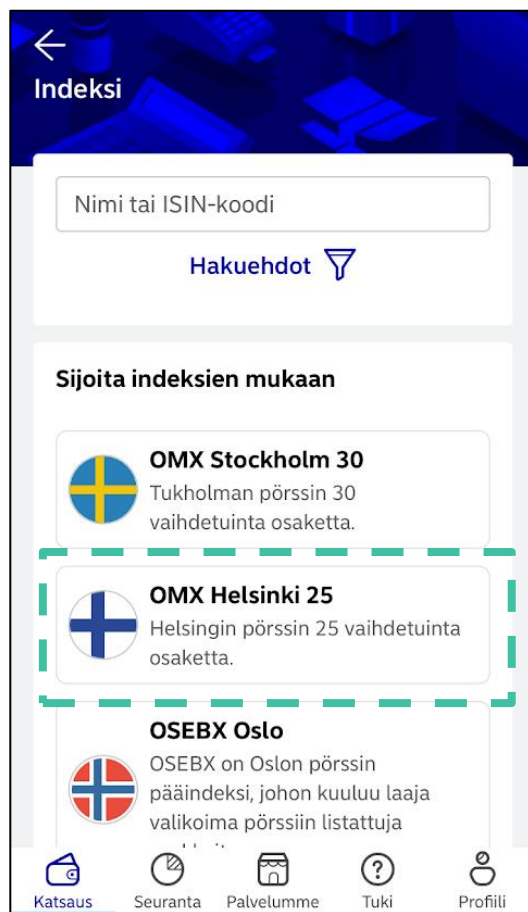 Indeksi
Nimi tai ISIN-koodi
Hakuehdot
Sijoita indeksien mukaan
OMX Stockholm 30
Tukholman pörssin 30
vaihdetuinta osaketta.
OMX Helsinki 25
Helsingin pörssin 25 vaihdetuinta
osaketta.
OSEBX Oslo
OSEBX on Oslon pörssin
pääindeksi, johon kuuluu laaja
valikoima pörssiin listattuja
Katsaus Seuranta Palvelumme Tuki Profiili